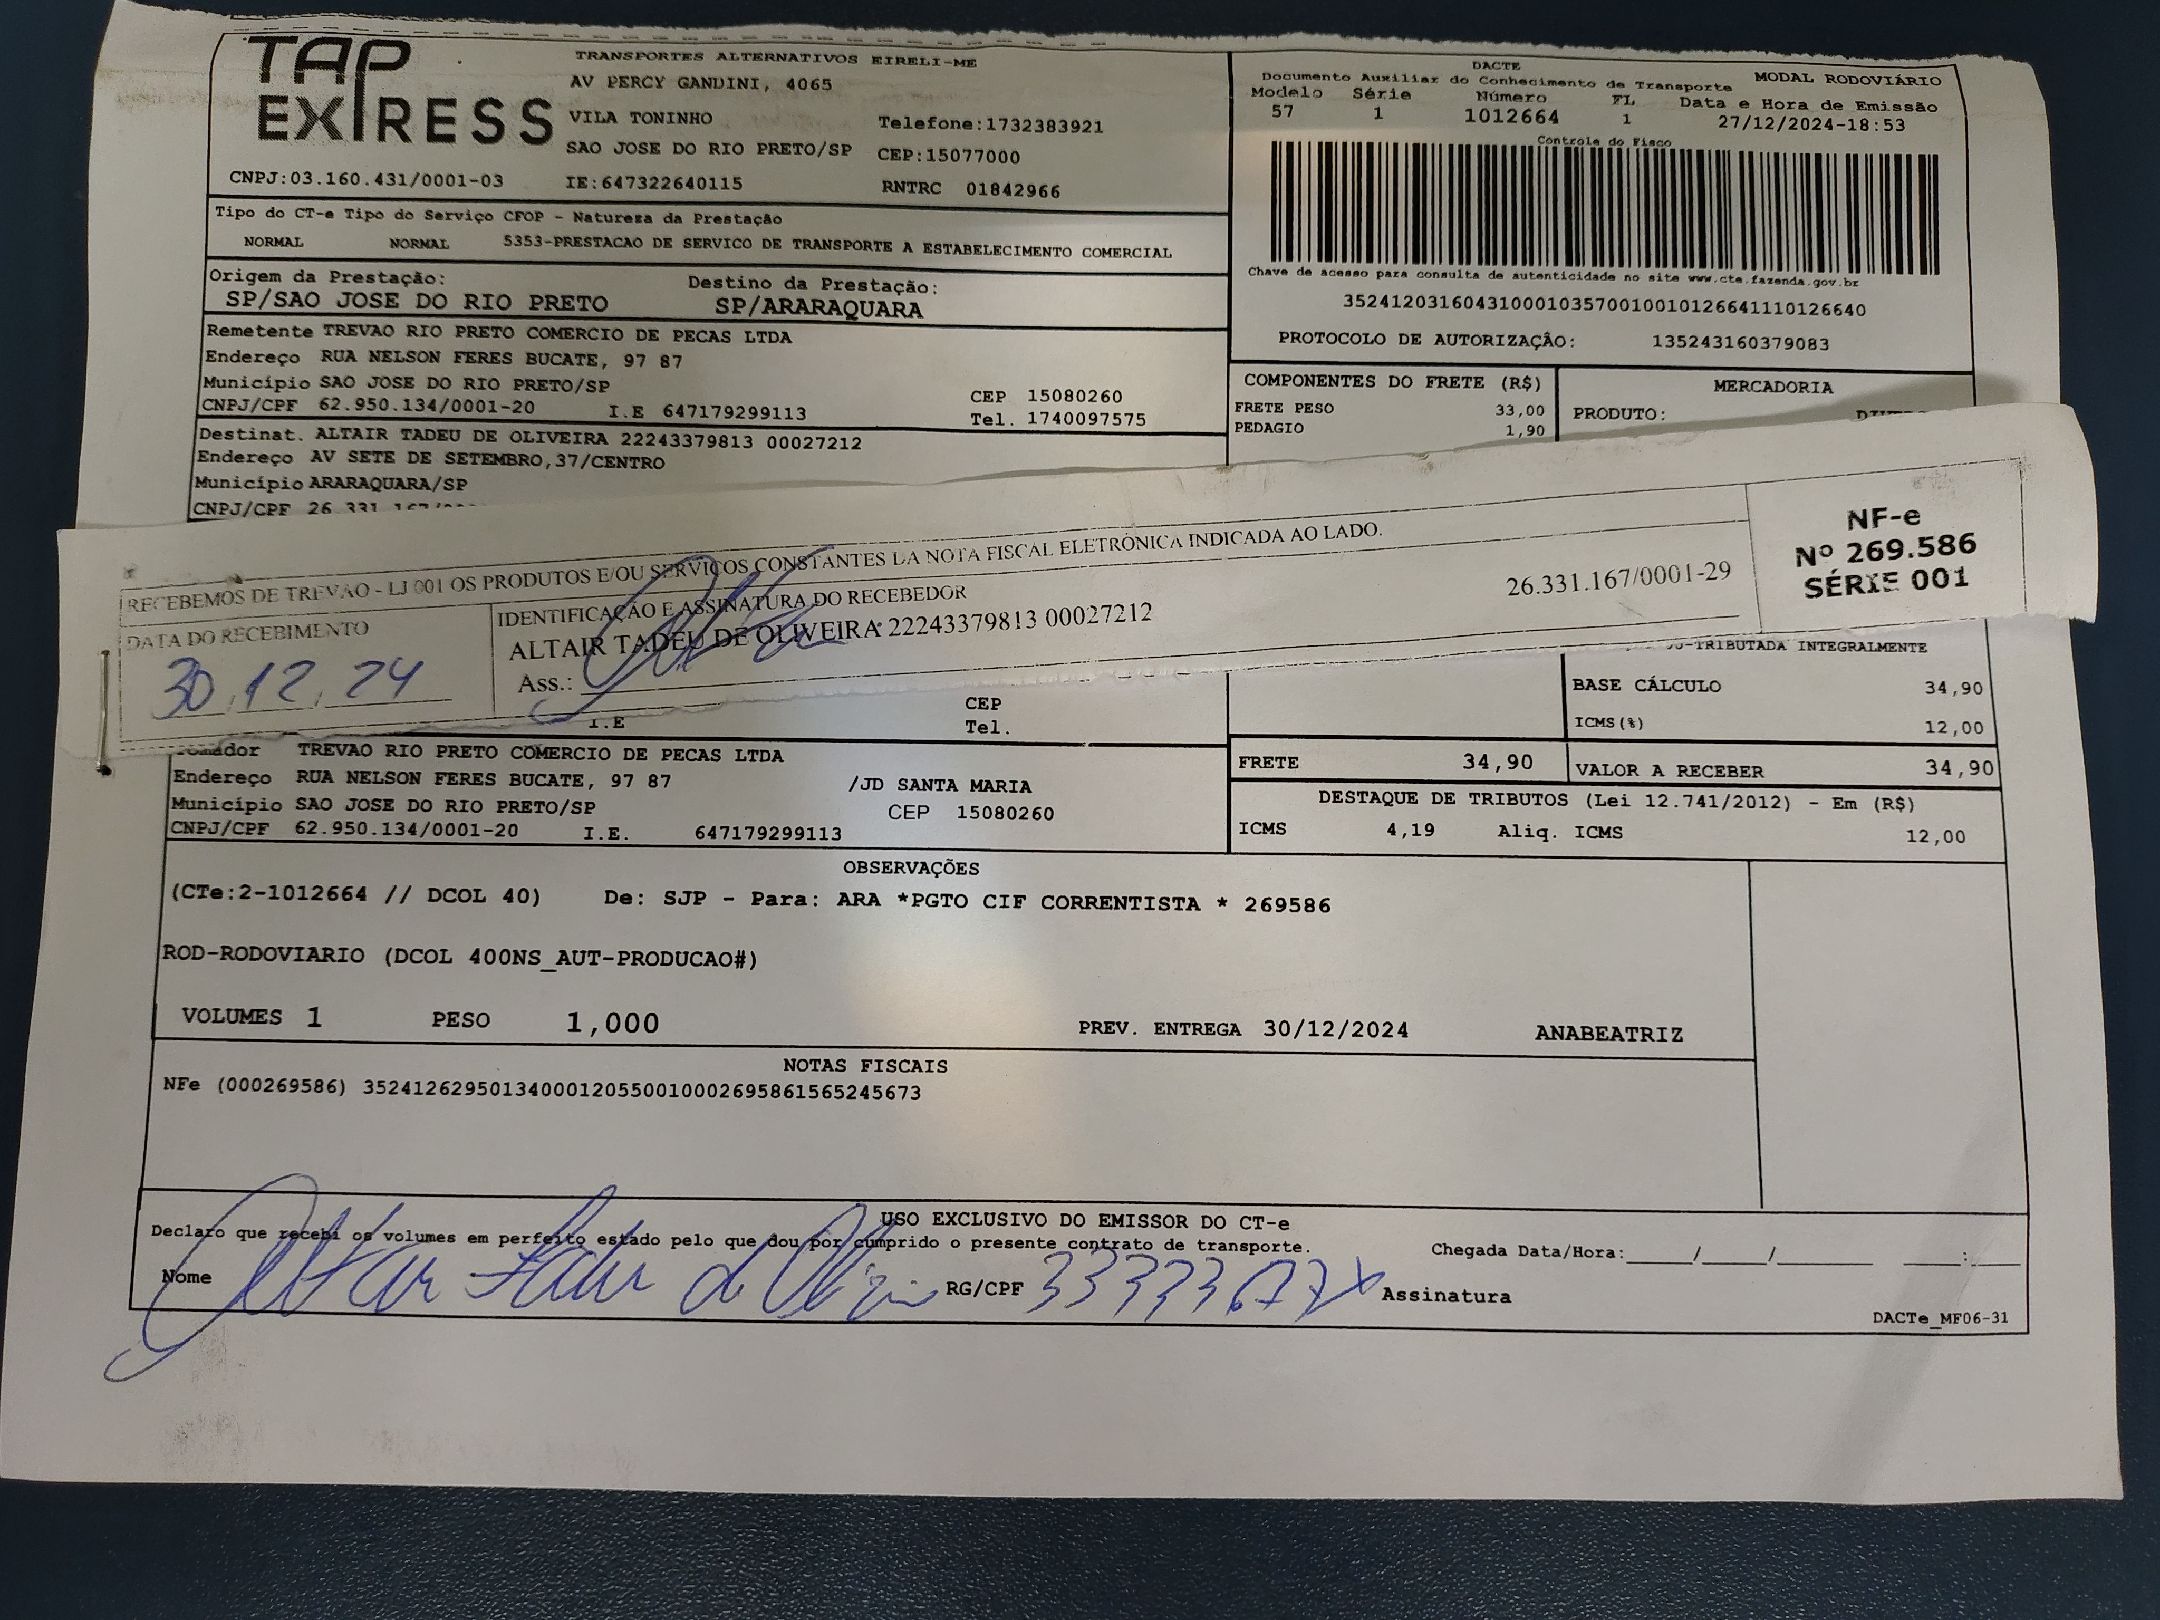 TAP EXPRESS
TRANSPORTES ALTERNATIVOS EIRELI-ME
AV PERCY GANDINI, 4065
VILA TONINHO
Telefone:1732383921
SAO JOSE DO RIO PRETO/SP CEP:15077000
CNPJ:03.160.431/0001-03 IE:647322640115 RNTRC 01842966
DACTE
Documento Auxiliar do Conhecimento de Transporte MODAL RODOVIÁRIO
Modelo Série Número FL Data e Hora de Emissão
57 1 1012664 1 27/12/2024-18:53
Controle do Fisco
Chave de acesso para consulta de autenticidade no site www.cte.fazenda.gov.br
35241203160431000103570010010126641110126640
PROTOCOLO DE AUTORIZAÇÃO: 135243160379083
Tipo do CT-e Tipo do Serviço CFOP - Natureza da Prestação
NORMAL NORMAL 5353-PRESTACAO DE SERVICO DE TRANSPORTE A ESTABELECIMENTO COMERCIAL
Origem da Prestação: Destino da Prestação:
SP/SAO JOSE DO RIO PRETO SP/ARARAQUARA
Remetente TREVAO RIO PRETO COMERCIO DE PECAS LTDA
Endereço RUA NELSON FERES BUCATE, 97 87
Município SAO JOSE DO RIO PRETO/SP CEP 15080260
CNPJ/CPF 62.950.134/0001-20 I.E 647179299113 Tel. 1740097575
COMPONENTES DO FRETE (R$) MERCADORIA
FRETE PESO 33,00 PRODUTO:
PEDAGIO 1,90
Destinat. ALTAIR TADEU DE OLIVEIRA 22243379813 00027212
Endereço AV SETE DE SETEMBRO,37/CENTRO
Município ARARAQUARA/SP
CNPJ/CPF 26.331.167/
RECEBEMOS DE TREVAO - LJ 001 OS PRODUTOS E/OU SERVIÇOS CONSTANTES DA NOTA FISCAL ELETRÔNICA INDICADA AO LADO.
DATA DO RECEBIMENTO
30.12.24
IDENTIFICAÇÃO E ASSINATURA DO RECEBEDOR
ALTAIR TADEU DE OLIVEIRA 22243379813 00027212 26.331.167/0001-29
Ass.:
NF-e
Nº 269.586
SÉRIE 001
-TRIBUTADA INTEGRALMENTE
BASE CÁLCULO 34,90
ICMS(%) 12,00
I.E CEP
Tel.
FRETE 34,90 VALOR A RECEBER 34,90
DESTAQUE DE TRIBUTOS (Lei 12.741/2012) - Em (R$)
ICMS 4,19 Aliq. ICMS 12,00
Tomador TREVAO RIO PRETO COMERCIO DE PECAS LTDA
Endereço RUA NELSON FERES BUCATE, 97 87 /JD SANTA MARIA
Município SAO JOSE DO RIO PRETO/SP CEP 15080260
CNPJ/CPF 62.950.134/0001-20 I.E. 647179299113
OBSERVAÇÕES
(CTe:2-1012664 // DCOL 40) De: SJP - Para: ARA *PGTO CIF CORRENTISTA * 269586
ROD-RODOVIARIO (DCOL 400NS_AUT-PRODUCAO#)
VOLUMES 1 PESO 1,000 PREV. ENTREGA 30/12/2024 ANABEATRIZ
NOTAS FISCAIS
NFe (000269586) 35241262950134000120550010002695861565245673
USO EXCLUSIVO DO EMISSOR DO CT-e
Declaro que recebi os volumes em perfeito estado pelo que dou por cumprido o presente contrato de transporte. Chegada Data/Hora:____/____/______ ____:____
Nome Altair Tadeu de Oliveira RG/CPF Assinatura
DACTe_MF06-31